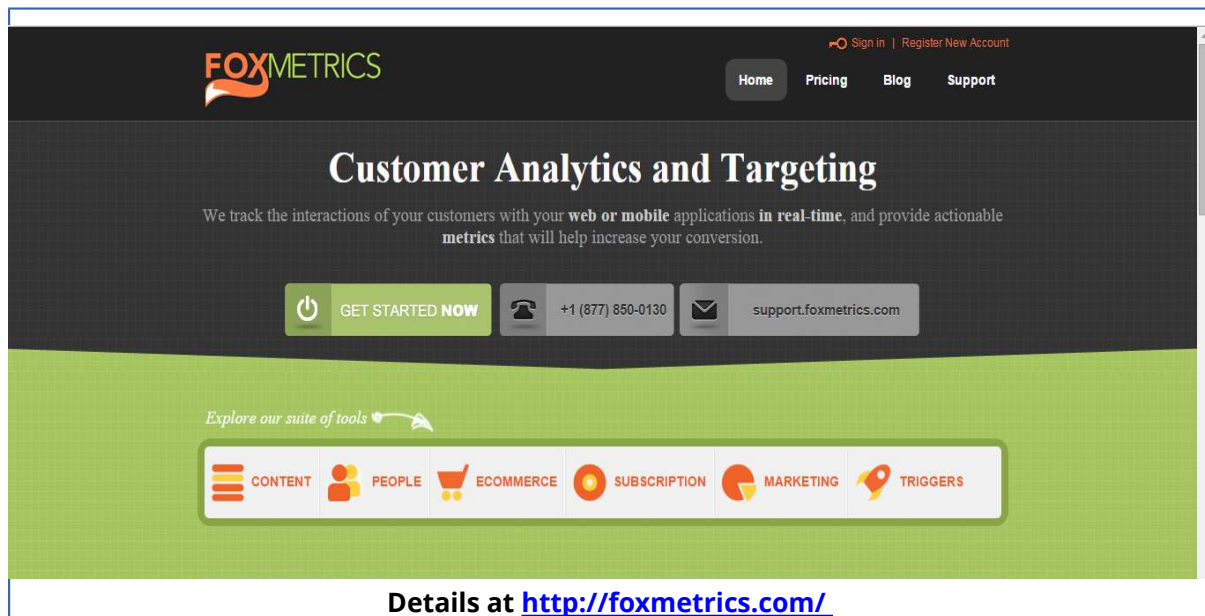 Sign in | Register New Account
FOXMETRICS
Home Pricing Blog Support
Customer Analytics and Targeting
We track the interactions of your customers with your web or mobile applications in real-time, and provide actionable
metrics that will help increase your conversion.
GET STARTED NOW +1 (877) 850-0130 support.foxmetrics.com
Explore our suite of tools
CONTENT PEOPLE ECOMMERCE SUBSCRIPTION MARKETING TRIGGERS
Details at http://foxmetrics.com/